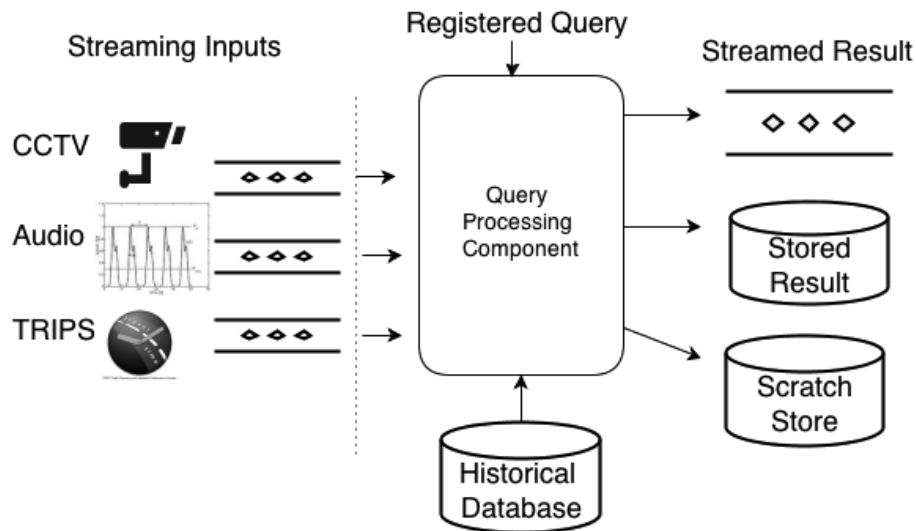 Registered Query
Streaming Inputs
Streamed Result
CCTV
Audio
TRIPS
Query
Processing
Component
Stored
Result
Scratch
Store
Historical
Database